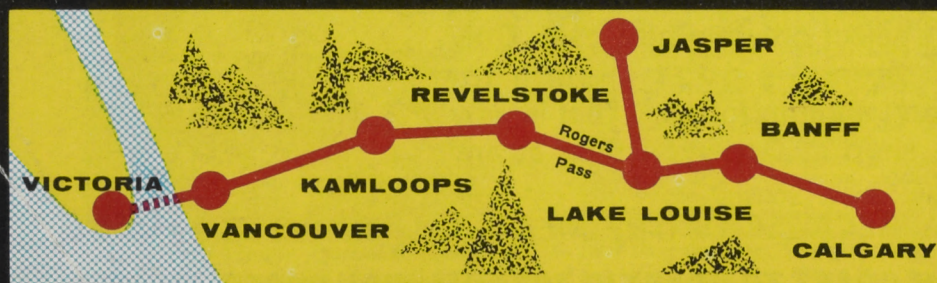 JASPER
REVELSTOKE
BANFF
Rogers
Pass
VICTORIA
KAMLOOPS
LAKE LOUISE
VANCOUVER
CALGARY